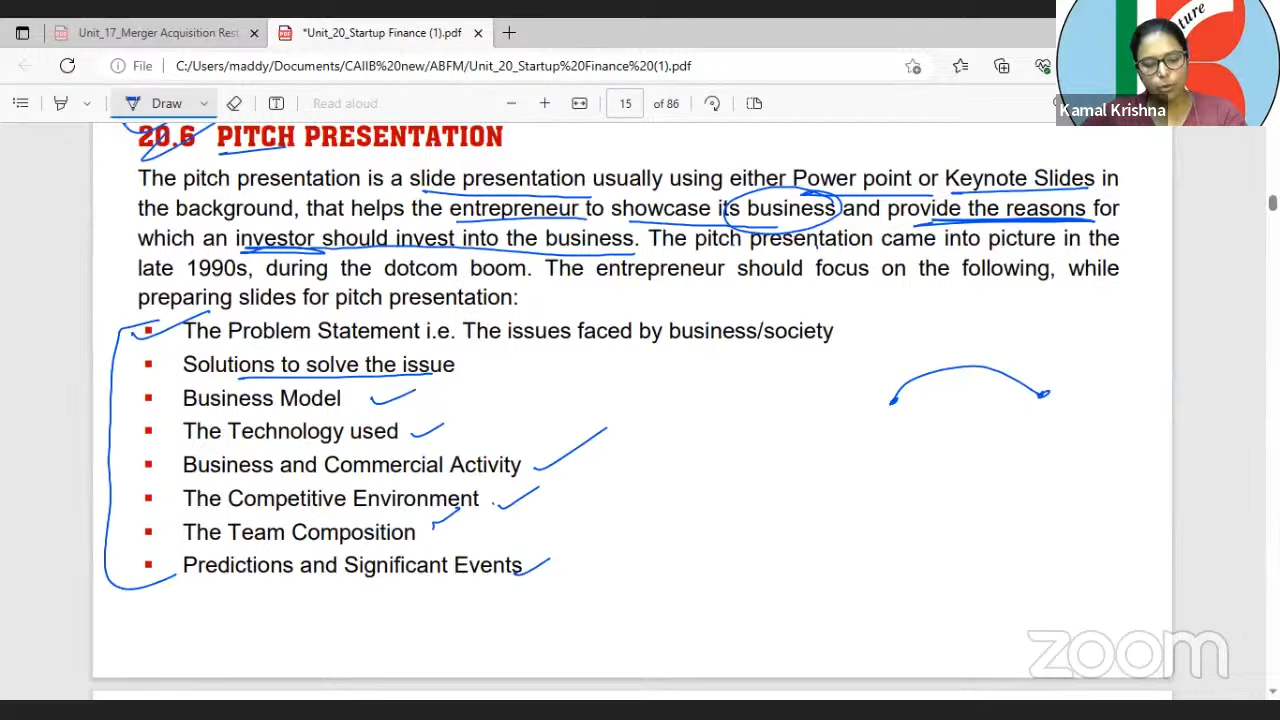 Unit_17_Merger Acquisition Rest
*Unit_20_Startup Finance (1).pdf
ture
File
C:/Users/maddy/Documents/CAIIB%20new/ABFM/Unit_20_Startup%20Finance%20(1).pdf
Kamal Krishna
Draw
Read aloud
15 of 86
20.6 PITCH PRESENTATION
The pitch presentation is a slide presentation usually using either Power point or Keynote Slides in
the background, that helps the entrepreneur to showcase its business and provide the reasons for
which an investor should invest into the business. The pitch presentation came into picture in the
late 1990s, during the dotcom boom. The entrepreneur should focus on the following, while
preparing slides for pitch presentation:
The Problem Statement i.e. The issues faced by business/society
Solutions to solve the issue
Business Model
The Technology used
Business and Commercial Activity
The Competitive Environment
The Team Composition
Predictions and Significant Events
zoom